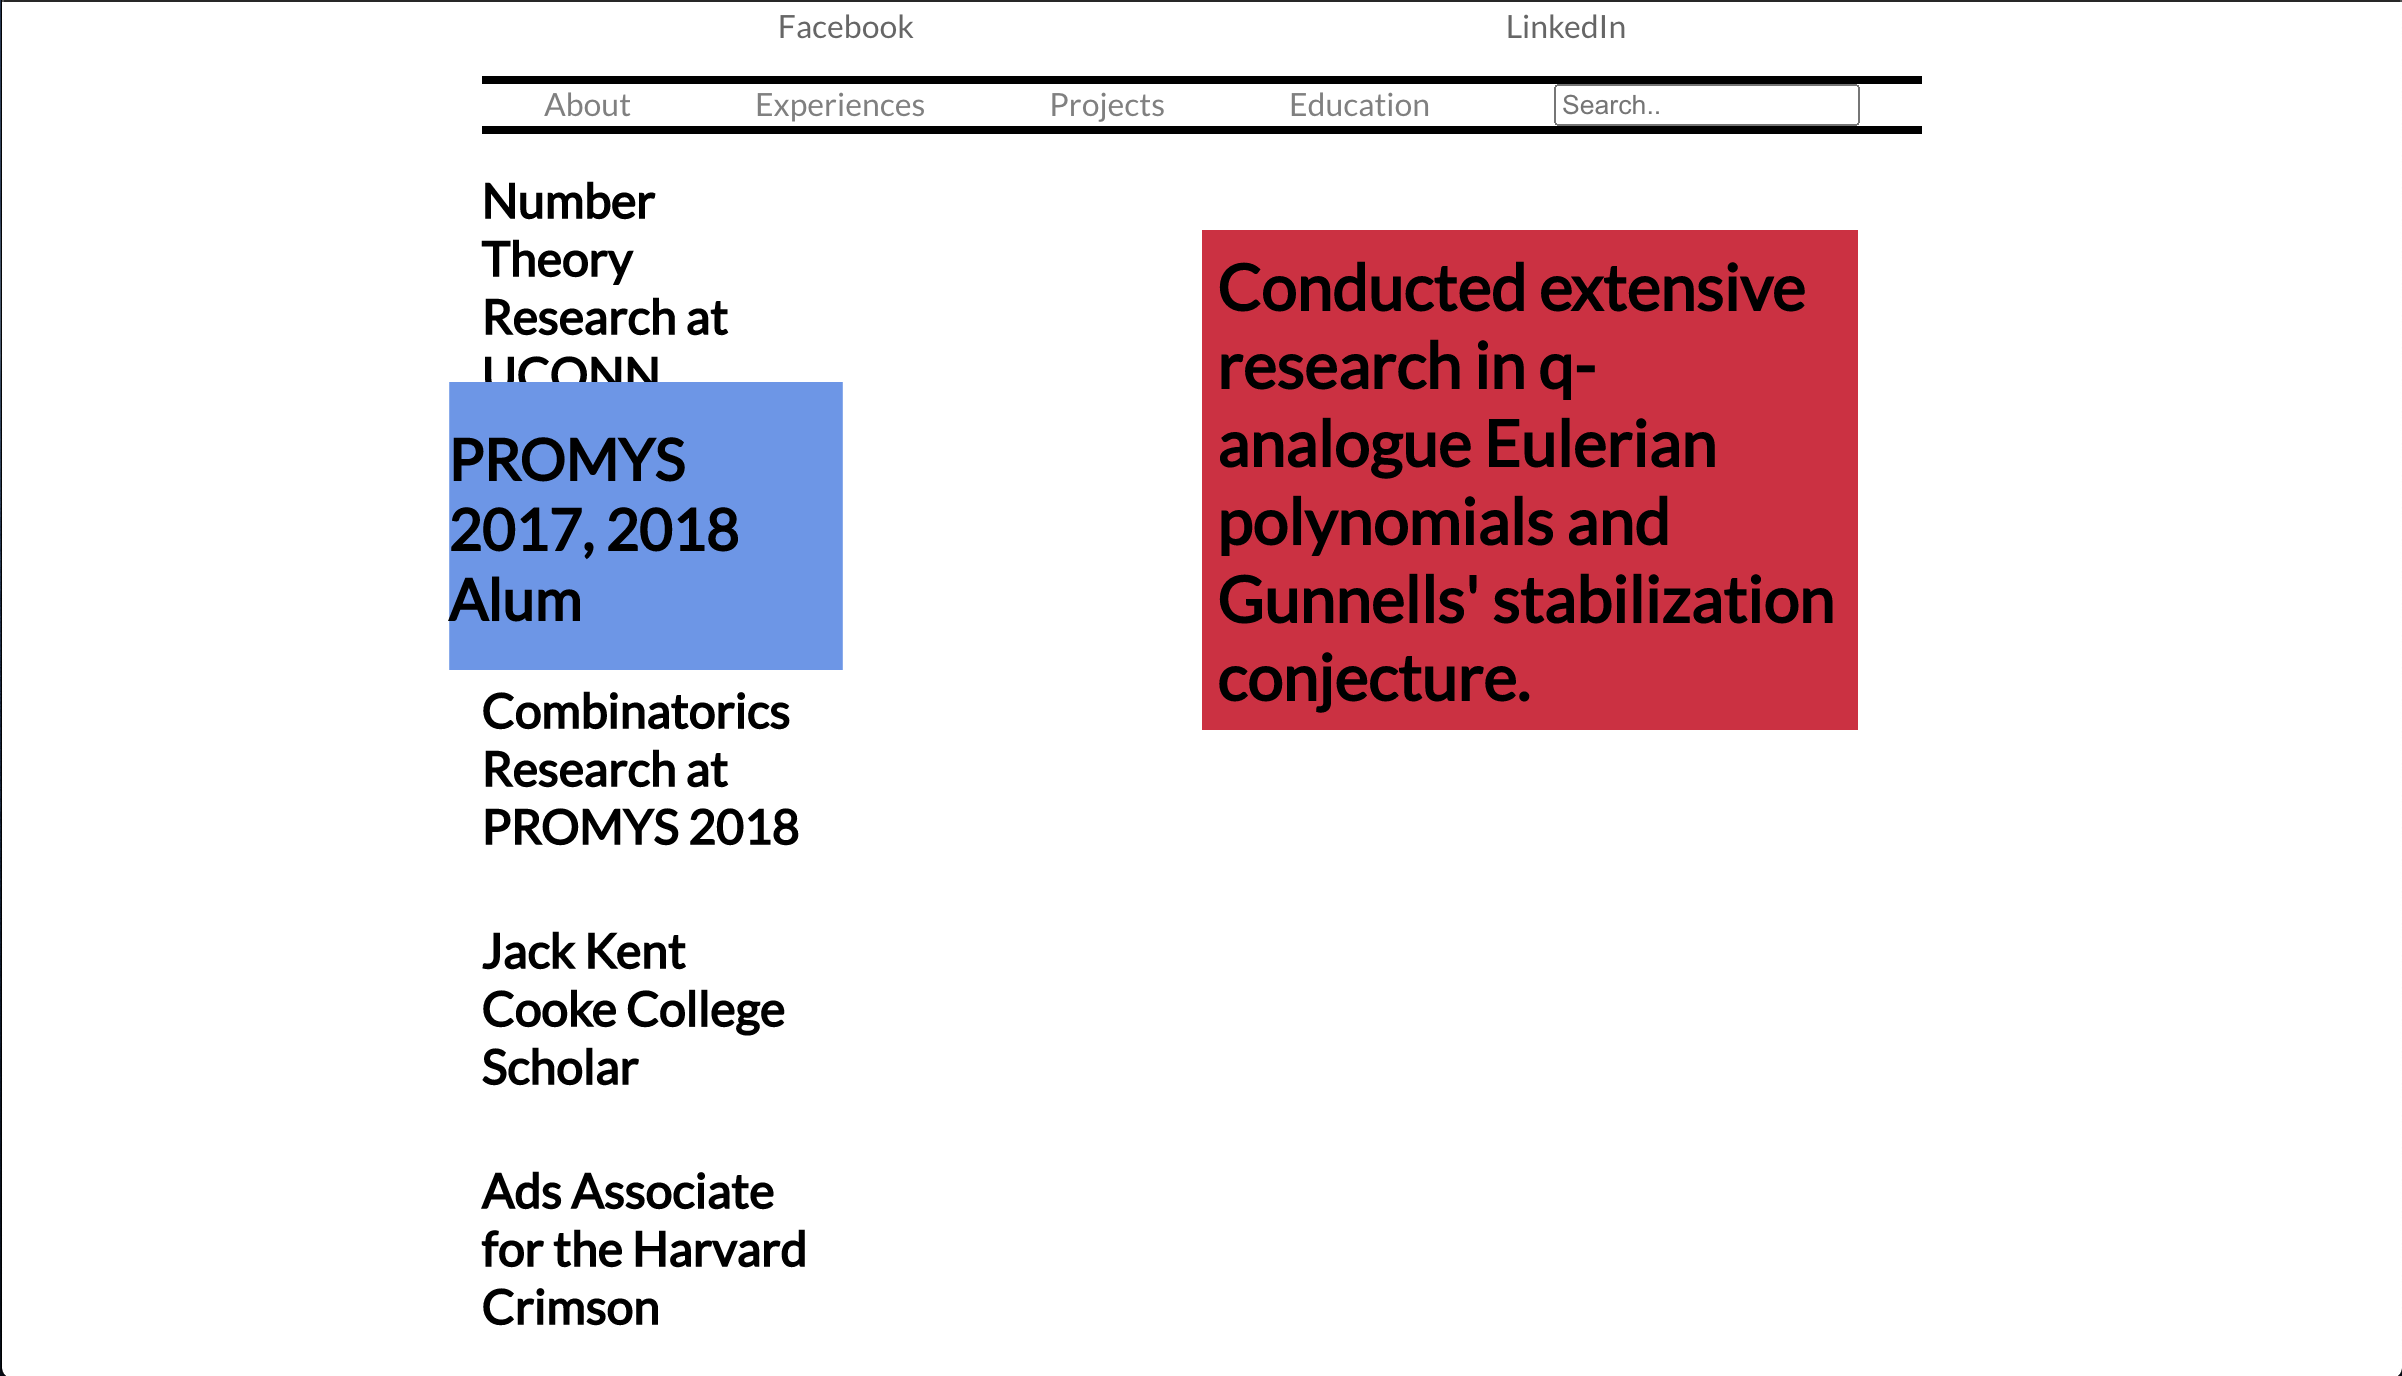 Facebook LinkedIn
About Experiences Projects Education Search..
Number
Theory
Research at
UCONN
PROMYS
2017, 2018
Alum
Combinatorics
Research at
PROMYS 2018
Jack Kent
Cooke College
Scholar
Ads Associate
for the Harvard
Crimson
Conducted extensive
research in q-
analogue Eulerian
polynomials and
Gunnells' stabilization
conjecture.